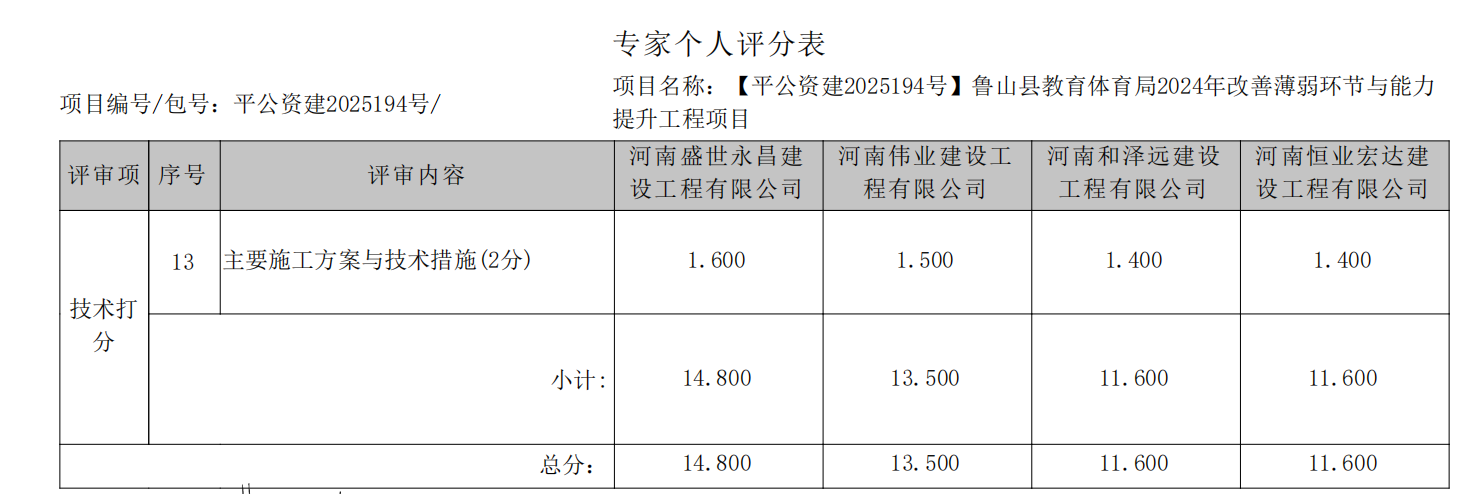 专家个人评分表
项目编号/包号：平公资建2025194号/
项目名称：【平公资建2025194号】鲁山县教育体育局2024年改善薄弱环节与能力
提升工程项目
评审项 序号 评审内容 河南盛世永昌建设工程有限公司 河南伟业建设工程有限公司 河南和泽远建设工程有限公司 河南恒业宏达建设工程有限公司
技术打分
13 主要施工方案与技术措施(2分) 1.600 1.500 1.400 1.400
小计: 14.800 13.500 11.600 11.600
总分： 14.800 13.500 11.600 11.600